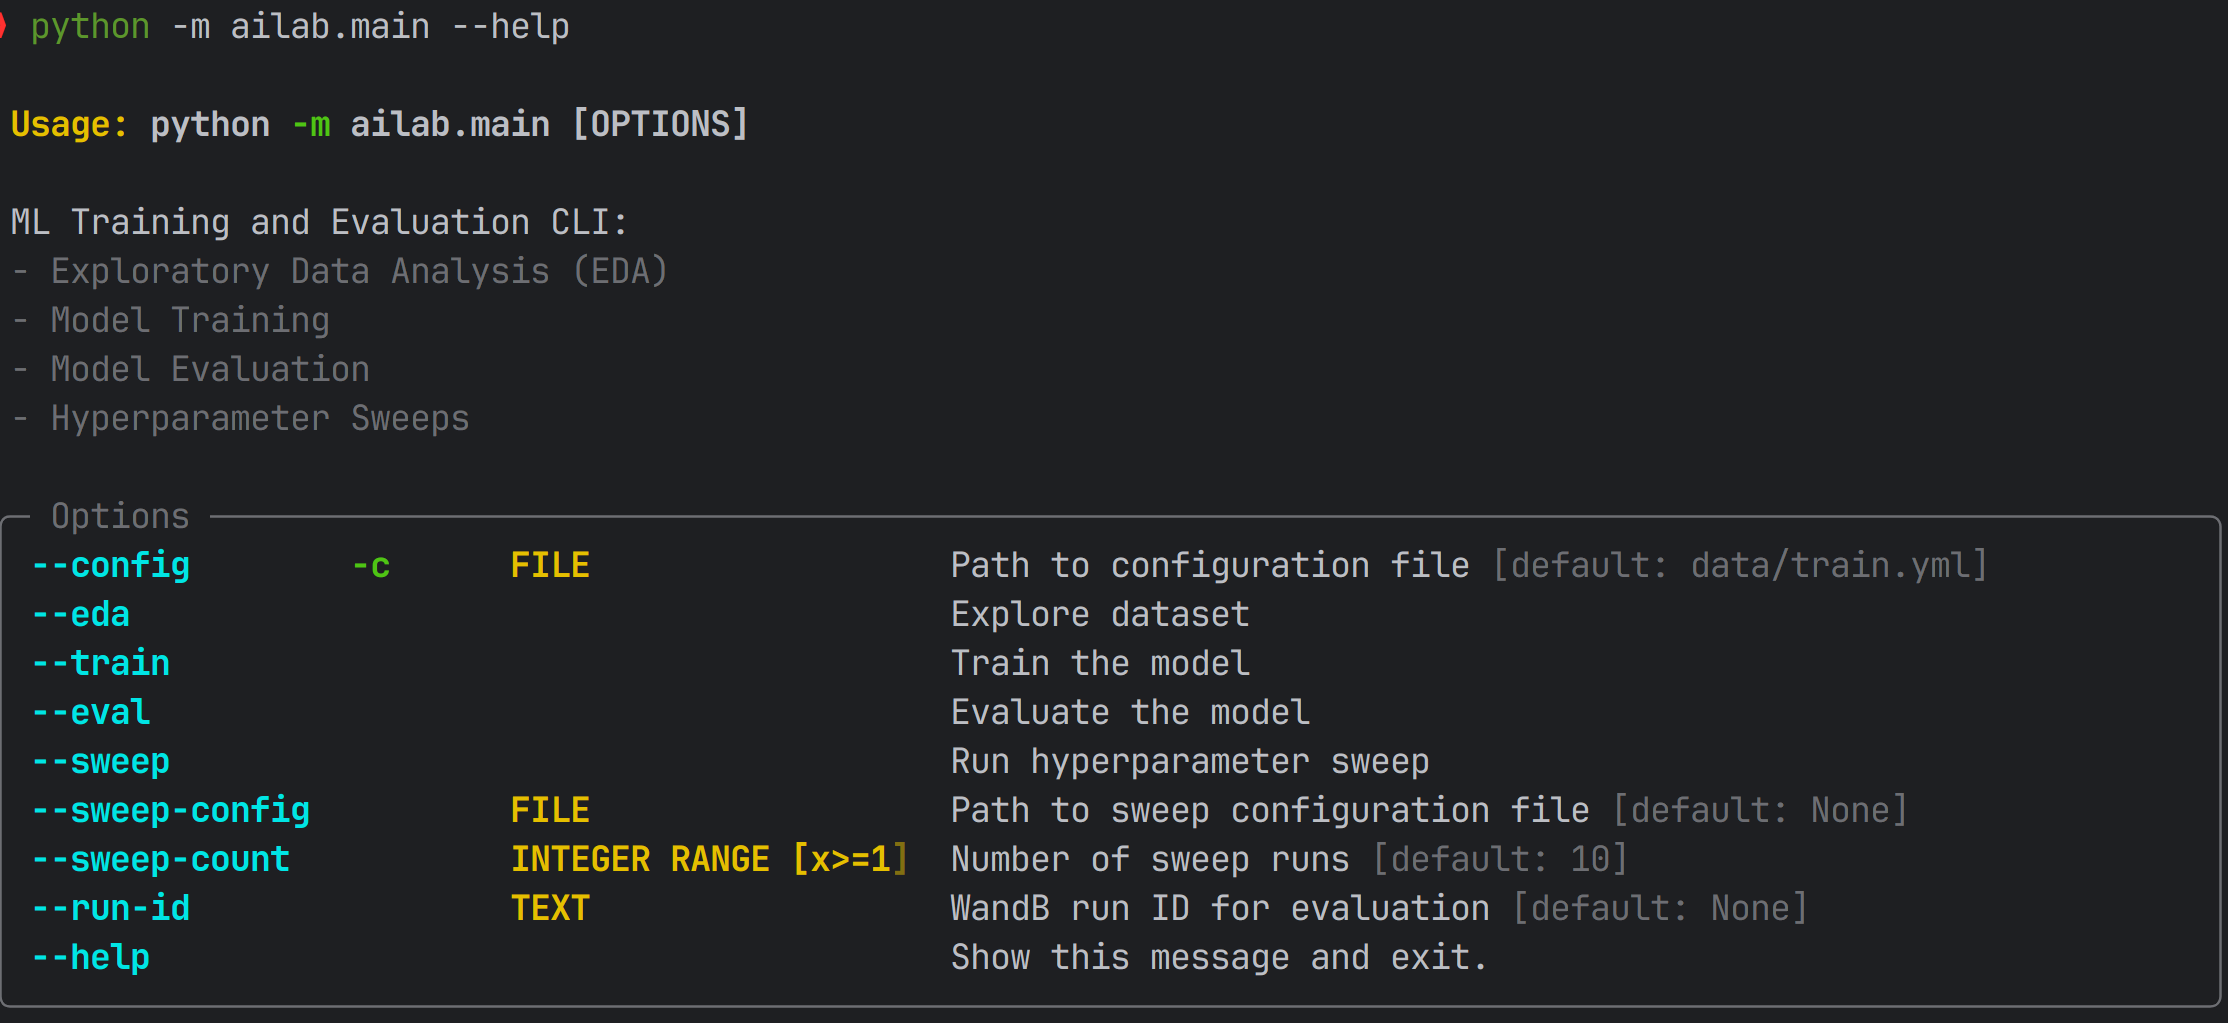 python -m ailab.main --help
Usage: python -m ailab.main [OPTIONS]
ML Training and Evaluation CLI:
- Exploratory Data Analysis (EDA)
- Model Training
- Model Evaluation
- Hyperparameter Sweeps
Options
--config -c FILE Path to configuration file [default: data/train.yml]
--eda Explore dataset
--train Train the model
--eval Evaluate the model
--sweep Run hyperparameter sweep
--sweep-config FILE Path to sweep configuration file [default: None]
--sweep-count INTEGER RANGE [x>=1] Number of sweep runs [default: 10]
--run-id TEXT WandB run ID for evaluation [default: None]
--help Show this message and exit.